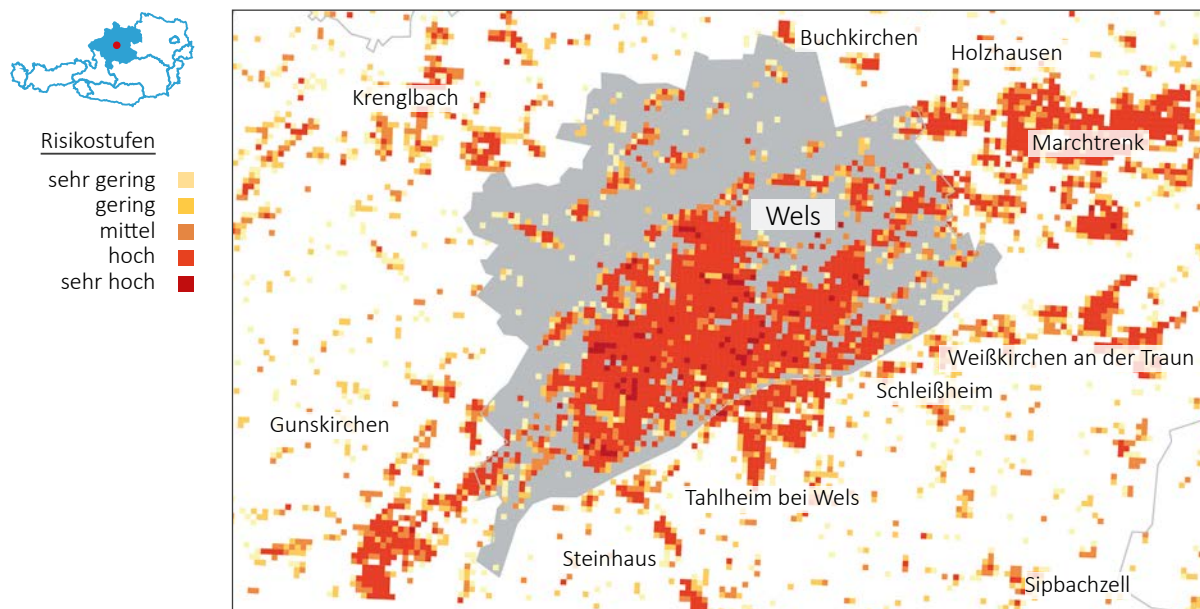 Risikostufen
sehr gering
gering
mittel
hoch
sehr hoch
Buchkirchen
Holzhausen
Krenglbach
Marchtrenk
Wels
Weißkirchen an der Traun
Schleißheim
Gunskirchen
Tahlheim bei Wels
Steinhaus
Sipbachzell